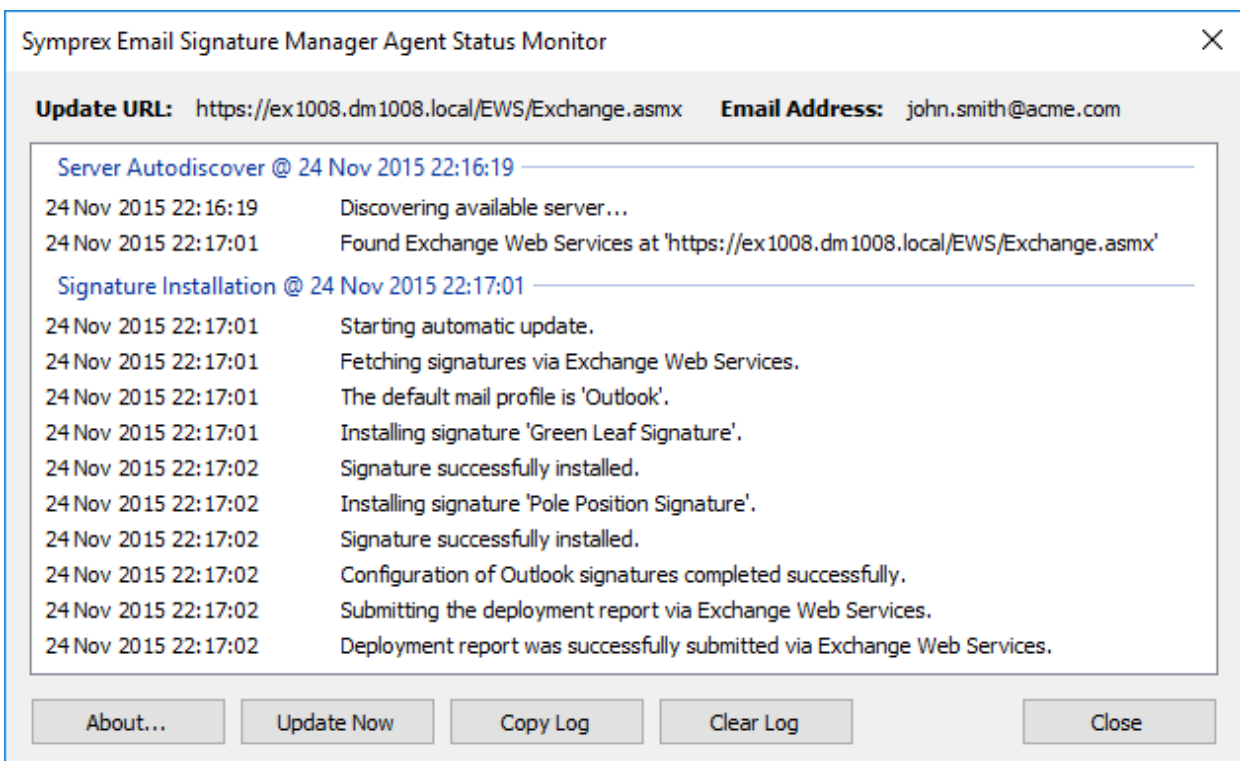 Symprex Email Signature Manager Agent Status Monitor
Update URL: https://ex1008.dm1008.local/EWS/Exchange.asmx Email Address: john.smith@acme.com
Server Autodiscover @ 24 Nov 2015 22:16:19
24 Nov 2015 22:16:19 Discovering available server...
24 Nov 2015 22:17:01 Found Exchange Web Services at 'https://ex1008.dm1008.local/EWS/Exchange.asmx'
Signature Installation @ 24 Nov 2015 22:17:01
24 Nov 2015 22:17:01 Starting automatic update.
24 Nov 2015 22:17:01 Fetching signatures via Exchange Web Services.
24 Nov 2015 22:17:01 The default mail profile is 'Outlook'.
24 Nov 2015 22:17:01 Installing signature 'Green Leaf Signature'.
24 Nov 2015 22:17:02 Signature successfully installed.
24 Nov 2015 22:17:02 Installing signature 'Pole Position Signature'.
24 Nov 2015 22:17:02 Signature successfully installed.
24 Nov 2015 22:17:02 Configuration of Outlook signatures completed successfully.
24 Nov 2015 22:17:02 Submitting the deployment report via Exchange Web Services.
24 Nov 2015 22:17:02 Deployment report was successfully submitted via Exchange Web Services.
About... Update Now Copy Log Clear Log Close